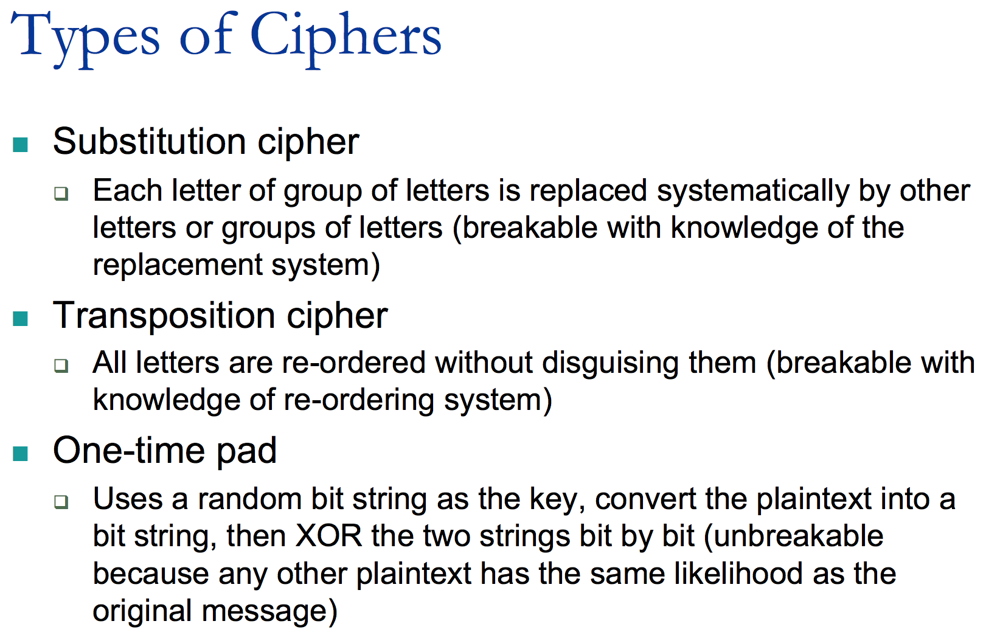 Types of Ciphers
Substitution cipher
Each letter of group of letters is replaced systematically by other
letters or groups of letters (breakable with knowledge of the
replacement system)
Transposition cipher
All letters are re-ordered without disguising them (breakable with
knowledge of re-ordering system)
One-time pad
Uses a random bit string as the key, convert the plaintext into a
bit string, then XOR the two strings bit by bit (unbreakable
because any other plaintext has the same likelihood as the
original message)